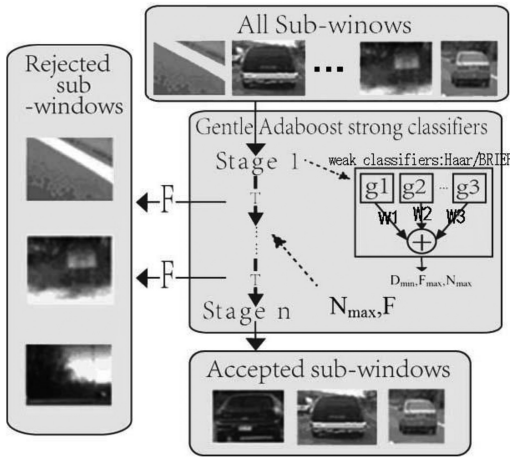 All Sub-winows
...
Rejected
sub
-windows
Gentle Adaboost strong classifiers
Stage 1
weak classifiers:Haar/BRIEF
g1 g2 ... g3
W1 W2 W3
+
Dmin,Fmax,Nmax
T
F
F
T
Nmax,F
Stage n
Accepted sub-windows